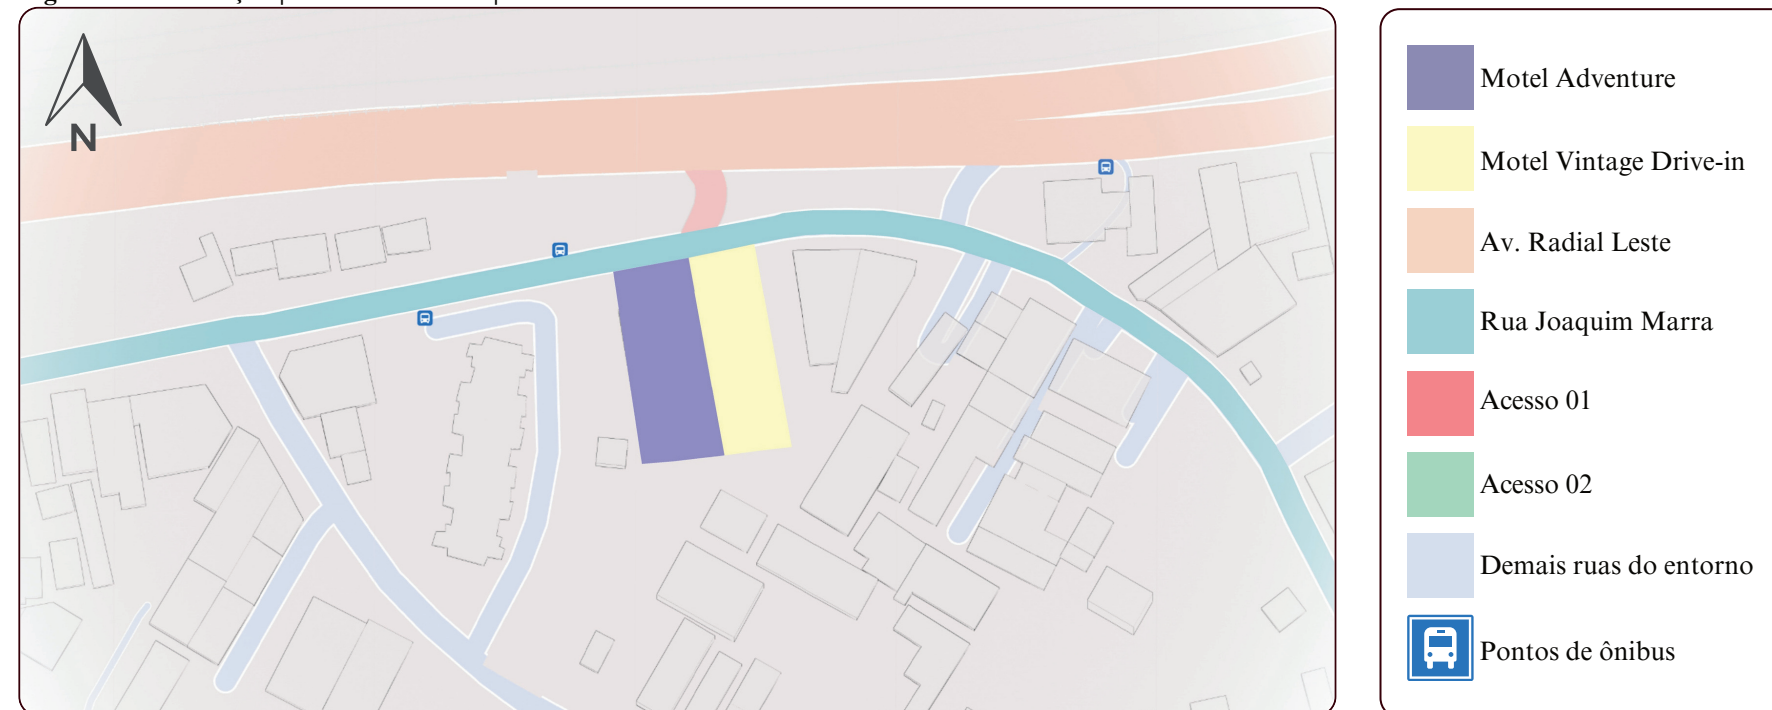 N
Motel Adventure
Motel Vintage Drive-in
Av. Radial Leste
Rua Joaquim Marra
Acesso 01
Acesso 02
Demais ruas do entorno
Pontos de ônibus